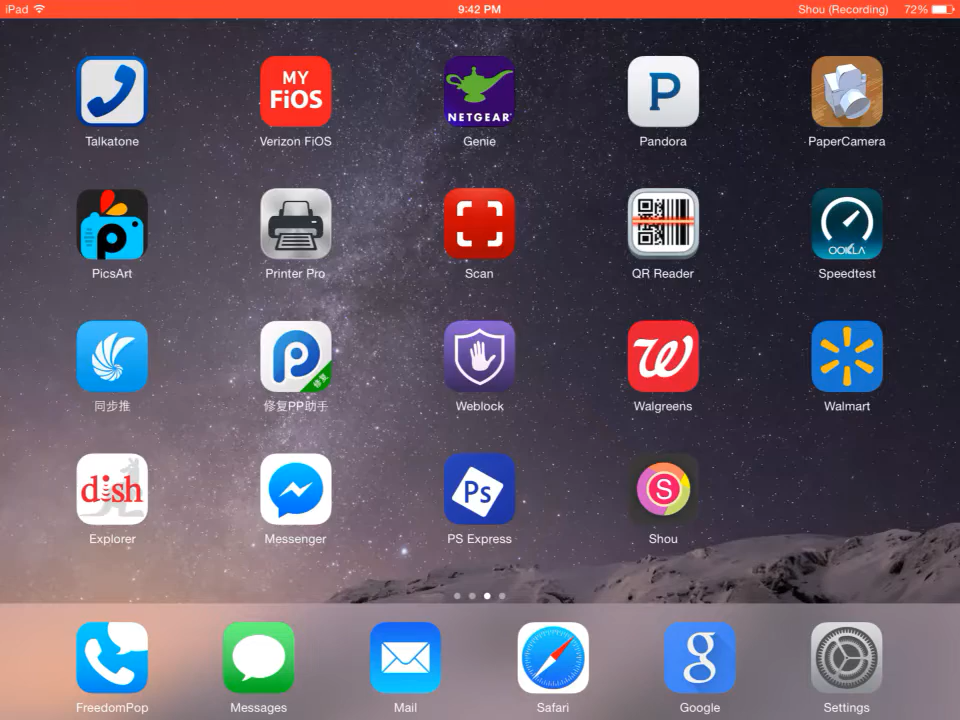 iPad 9:42 PM Shou (Recording) 72%
MY
FiOS
NETGEAR
P
Talkatone Verizon FiOS Genie Pandora PaperCamera
p
OOKLA
PicsArt Printer Pro Scan QR Reader Speedtest
P
修复
W
同步推 修复PP助手 Weblock Walgreens Walmart
dish
Ps
S
Explorer Messenger PS Express Shou
g
FreedomPop Messages Mail Safari Google Settings